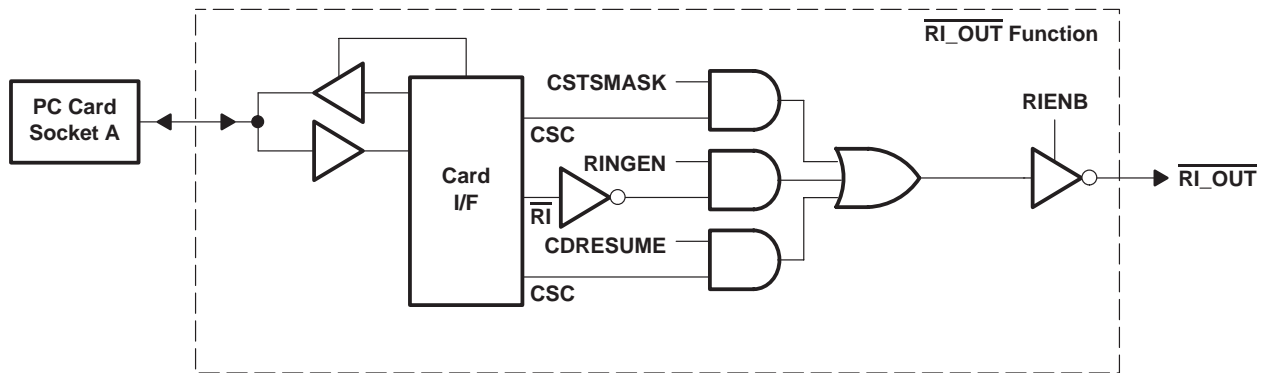 RI_OUT Function
PC Card
Socket A
CSTSMASK
CSC
RINGEN
RI
CDRESUME
CSC
Card
I/F
RIENB
RI_OUT